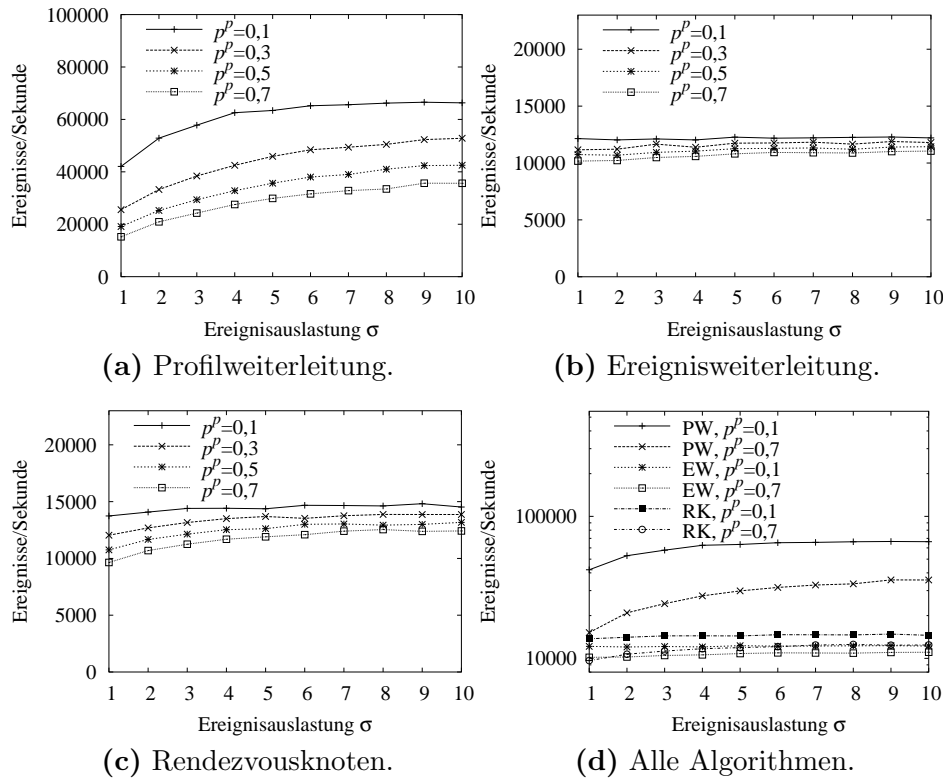 100000
80000
60000
40000
20000
0
Ereignisse/Sekunde
p^p=0,1
p^p=0,3
p^p=0,5
p^p=0,7
1 2 3 4 5 6 7 8 9 10
Ereignisauslastung σ
(a) Profilweiterleitung.
20000
15000
10000
5000
0
Ereignisse/Sekunde
p^p=0,1
p^p=0,3
p^p=0,5
p^p=0,7
1 2 3 4 5 6 7 8 9 10
Ereignisauslastung σ
(b) Ereignisweiterleitung.
20000
15000
10000
5000
0
Ereignisse/Sekunde
p^p=0,1
p^p=0,3
p^p=0,5
p^p=0,7
1 2 3 4 5 6 7 8 9 10
Ereignisauslastung σ
(c) Rendezvousknoten.
100000
10000
Ereignisse/Sekunde
PW, p^p=0,1
PW, p^p=0,7
EW, p^p=0,1
EW, p^p=0,7
RK, p^p=0,1
RK, p^p=0,7
1 2 3 4 5 6 7 8 9 10
Ereignisauslastung σ
(d) Alle Algorithmen.